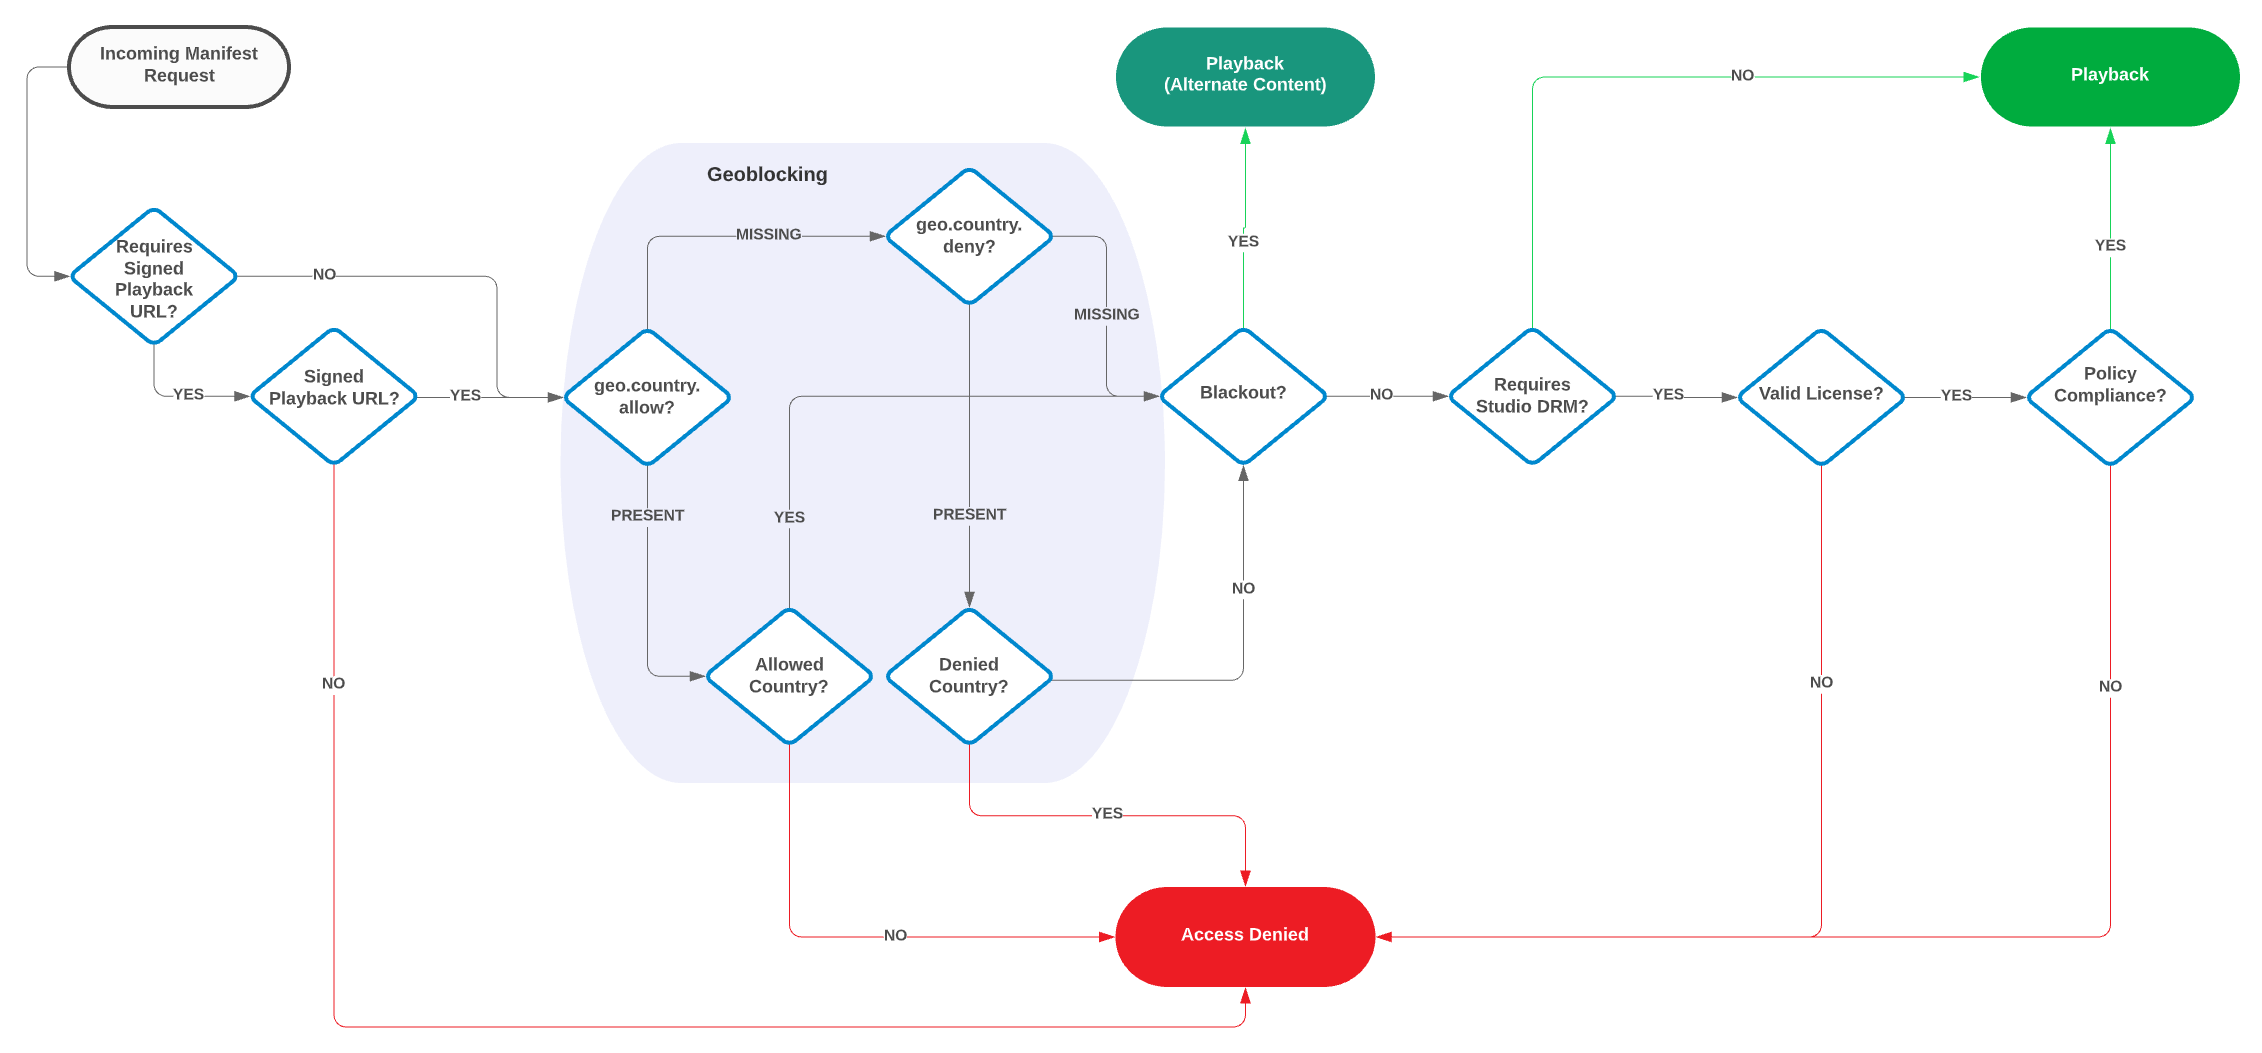 Incoming Manifest
Request
Playback
(Alternate Content)
NO
Playback
Geoblocking
geo.country.
deny?
MISSING
YES
YES
Requires
Signed
Playback
URL?
NO
MISSING
YES
Signed
Playback URL?
YES
geo.country.
allow?
Blackout?
NO
Requires
Studio DRM?
YES
Valid License?
YES
Policy
Compliance?
PRESENT
YES
PRESENT
NO
NO
Allowed
Country?
Denied
Country?
NO
NO
YES
NO
Access Denied